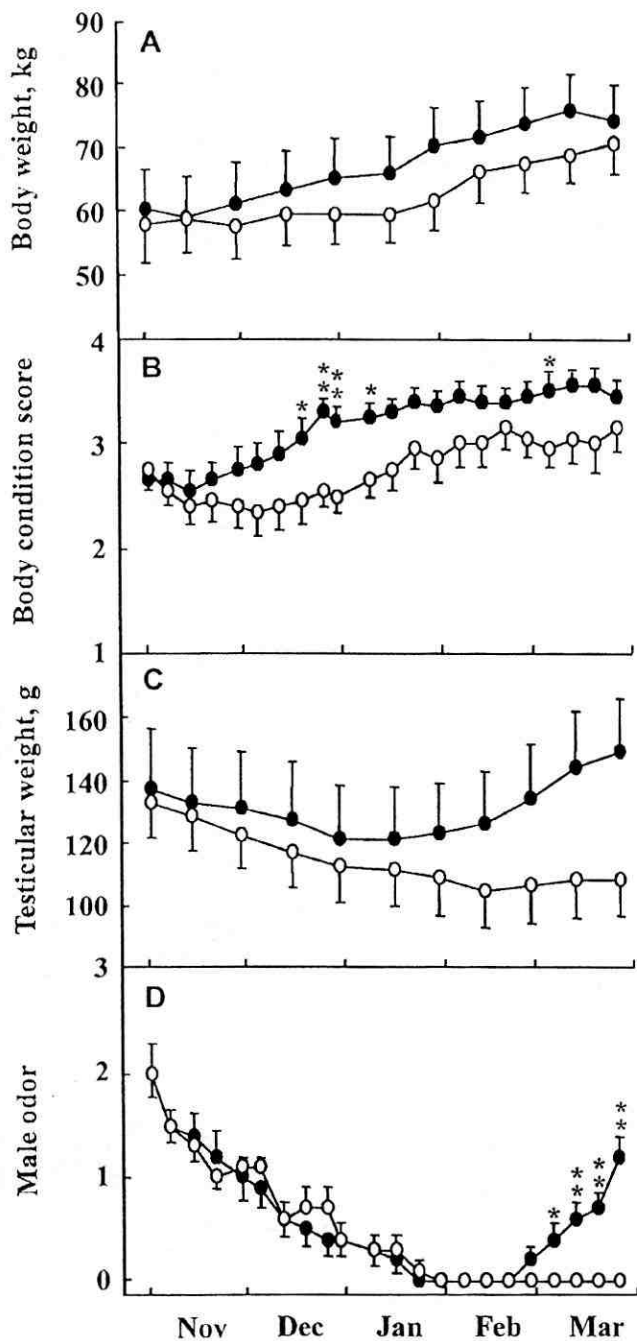 A
Body weight, kg
90
80
70
60
50
B
Body condition score
4
3
2
1
*
**
**
*
*
C
Testicular weight, g
160
140
120
100
D
Male odor
3
2
1
0
*
**
**
**
Nov Dec Jan Feb Mar